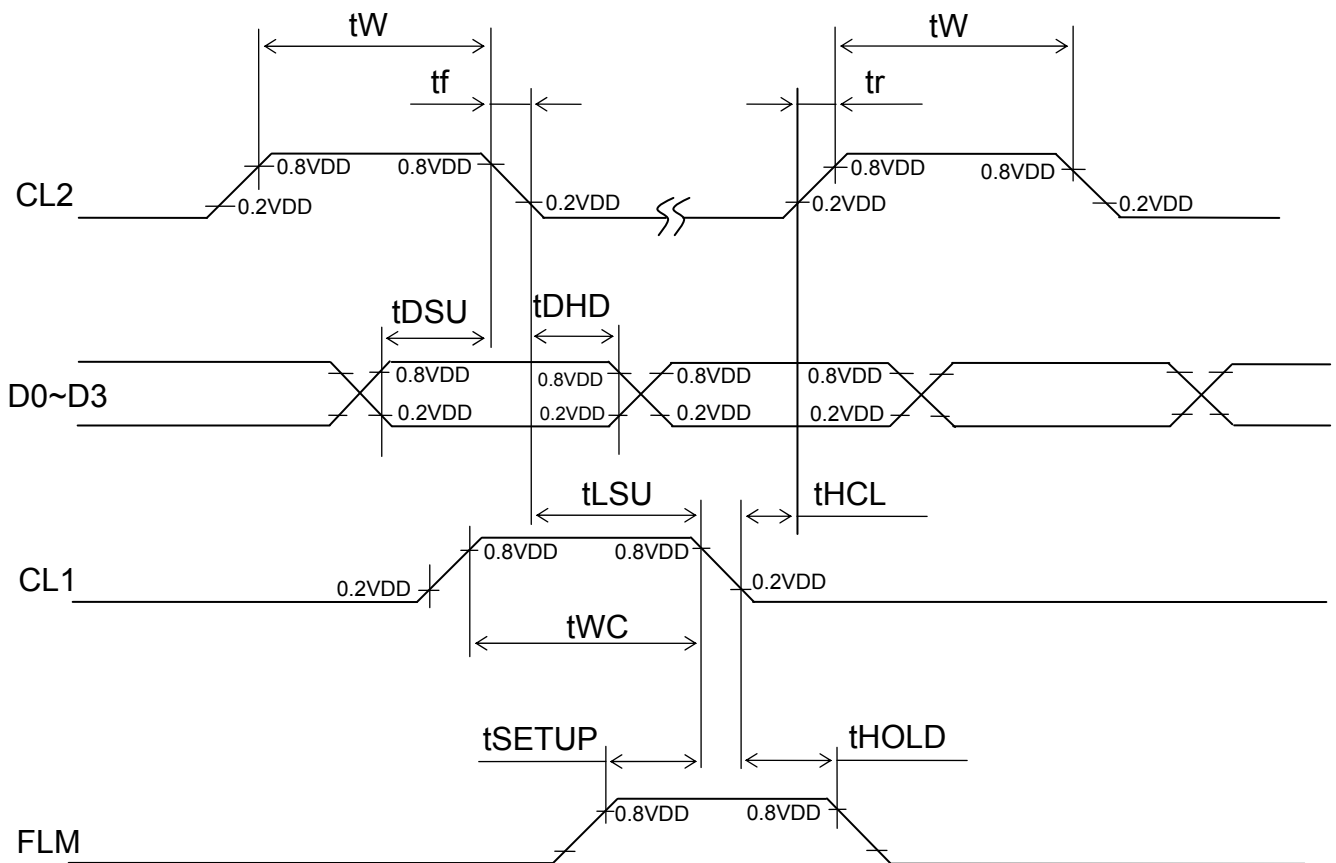 tW
tW
tf
tr
0.8VDD 0.8VDD 0.8VDD 0.8VDD
CL2
0.2VDD 0.2VDD 0.2VDD 0.2VDD
tDSU tDHD
0.8VDD 0.8VDD 0.8VDD 0.8VDD
D0~D3
0.2VDD 0.2VDD 0.2VDD 0.2VDD
tLSU tHCL
0.8VDD 0.8VDD
CL1
0.2VDD 0.2VDD
tWC
tSETUP tHOLD
0.8VDD 0.8VDD
FLM